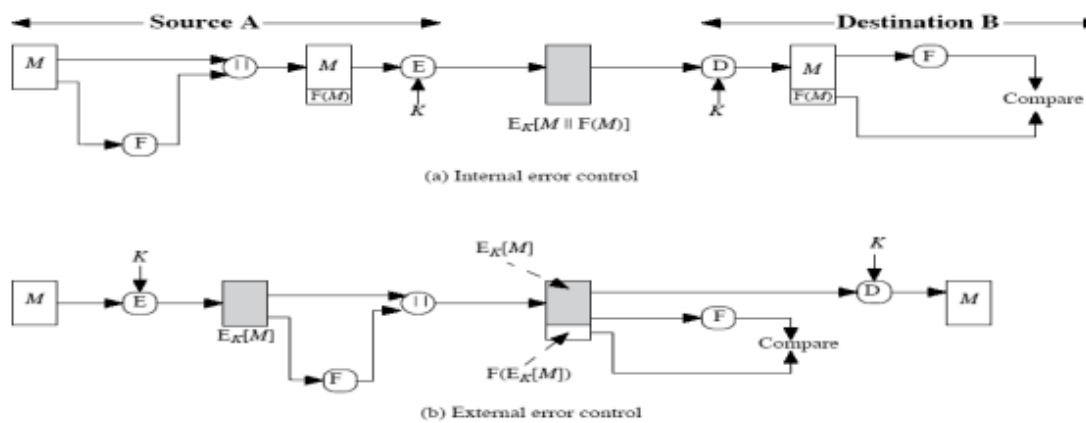 Source A
Destination B
M
F
||
M
F(M)
E
K
E_K[M || F(M)]
D
K
M
F(M)
F
Compare
(a) Internal error control
M
K
E
E_K[M]
F
||
E_K[M]
F(E_K[M])
F
Compare
K
D
M
(b) External error control